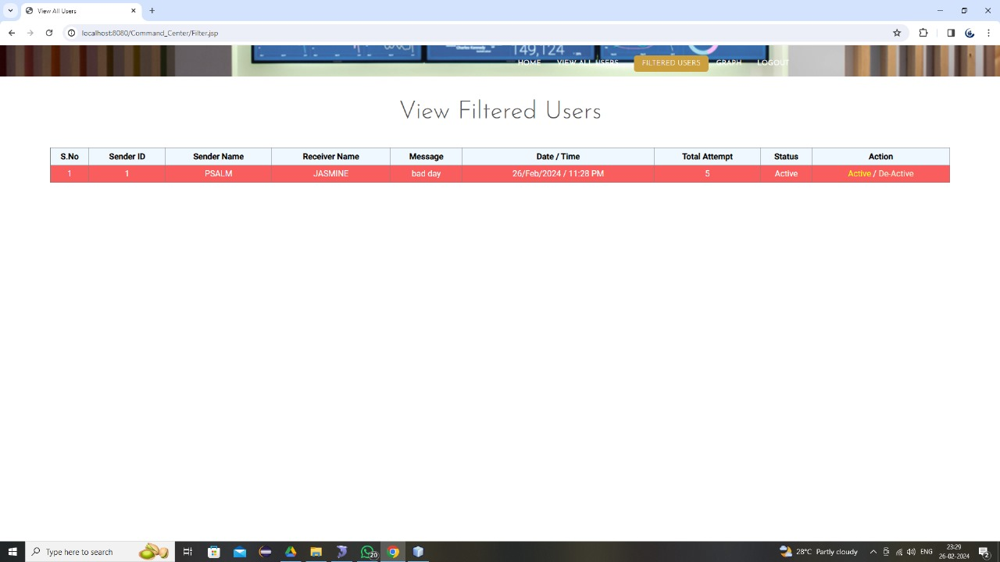 View All Users
localhost:8080/Command_Center/Filter.jsp
149,124
HOME VIEW ALL USERS FILTERED USERS GRAPH LOGOUT
View Filtered Users
S.No Sender ID Sender Name Receiver Name Message Date / Time Total Attempt Status Action
1 1 PSALM JASMINE bad day 26/Feb/2024 / 11:28 PM 5 Active Active / De-Active
Type here to search 20 28°C Partly cloudy ENG 23:29
26-02-2024 2